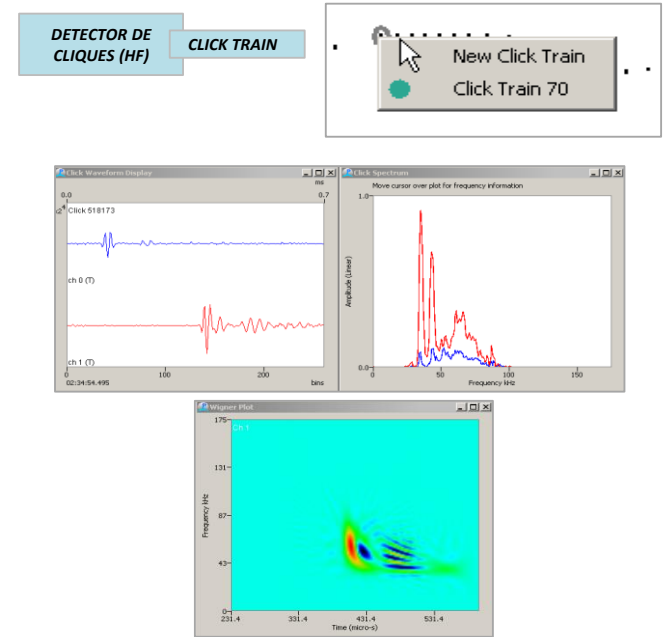 DETECTOR DE
CLIQUES (HF)
CLICK TRAIN
New Click Train
Click Train 70
Click Waveform Display
ms
0.0 0.7
Click 518173
ch 0 (T)
ch 1 (T)
0 100 200
02:34:54.495 bins
Click Spectrum
Move cursor over plot for frequency information
1.0
Amplitude (Linear)
0.0
0 50 100 150
Frequency kHz
Wigner Plot
175
Ch 1
131
87
Frequency kHz
43
0
231.4 331.4 431.4 531.4
Time (micro-s)